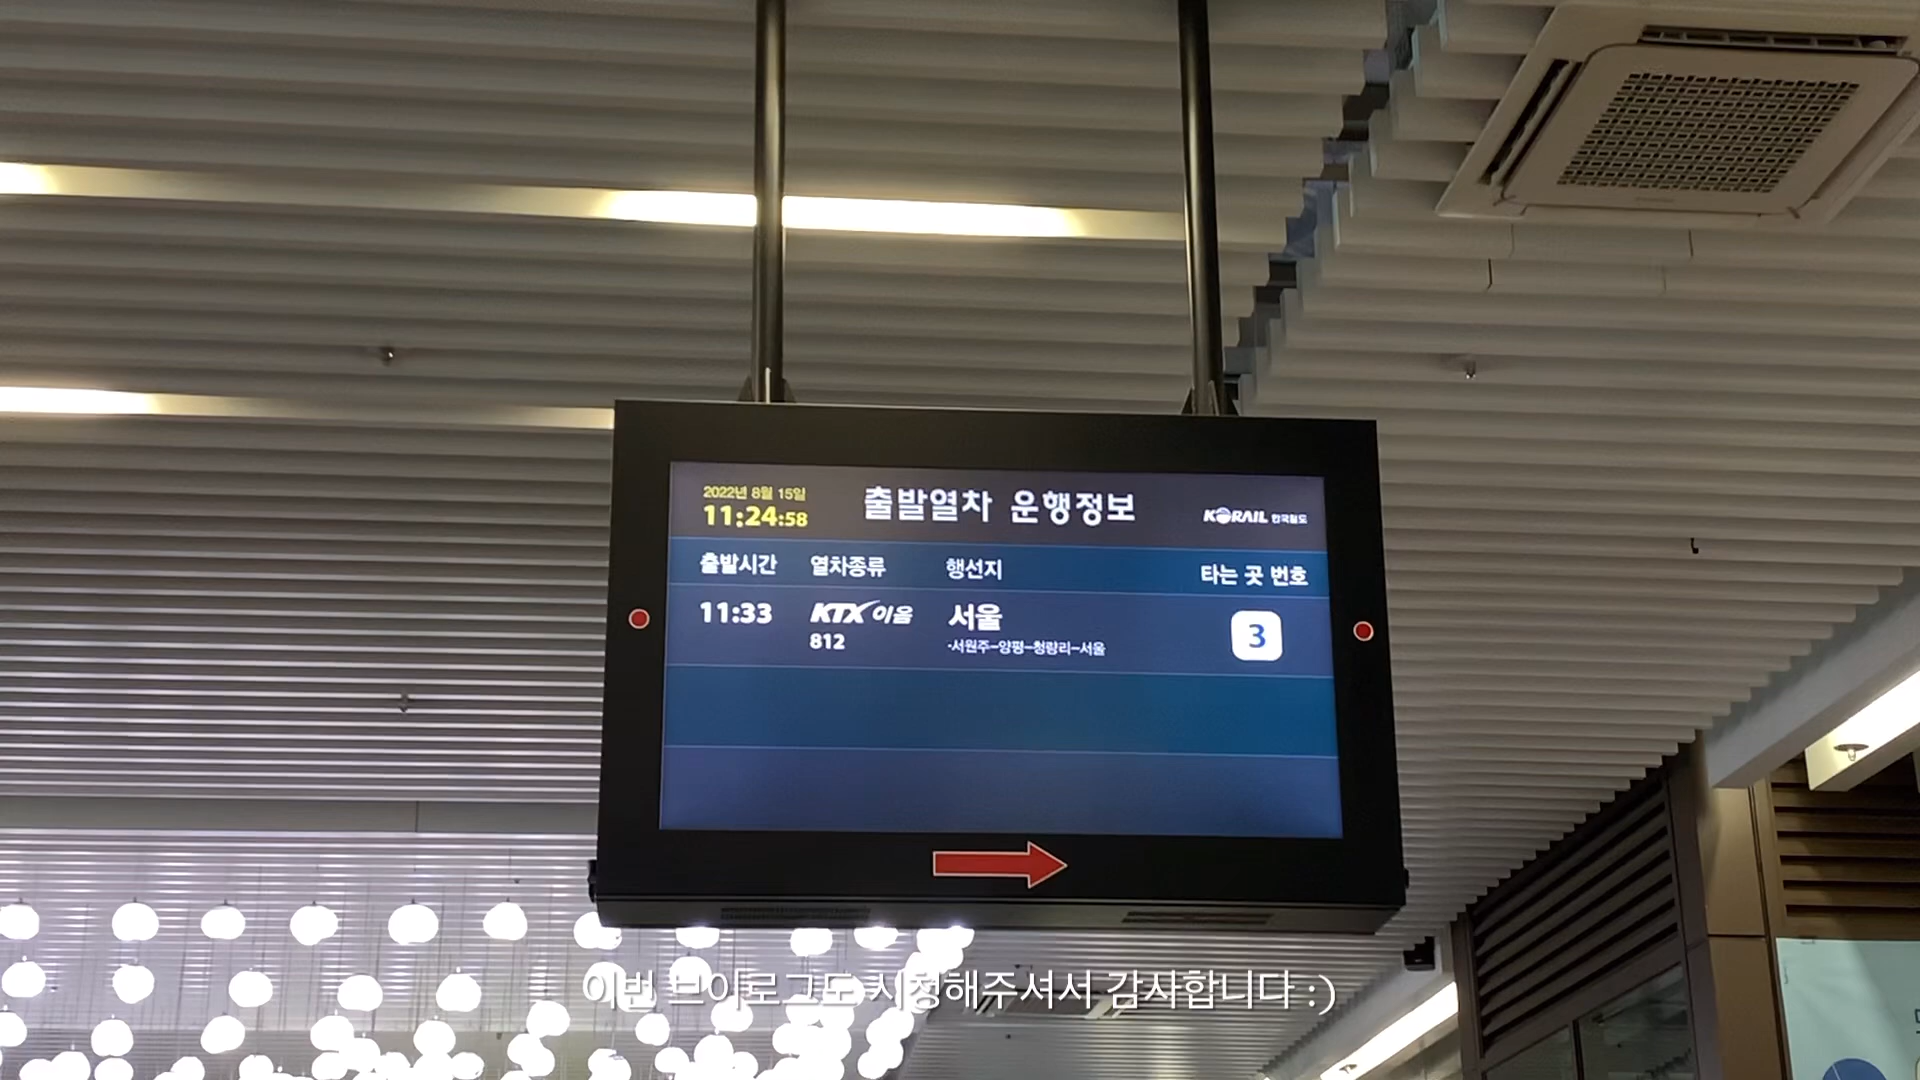 2022년 8월 15일
11:24:58
출발열차 운행정보
KORAIL 한국철도
출발시간 열차종류 행선지 타는 곳 번호
11:33 KTX 이음 서울 3
812 ·서원주-양평-청량리-서울
이번 브이로그도 시청해주셔서 감사합니다 :)